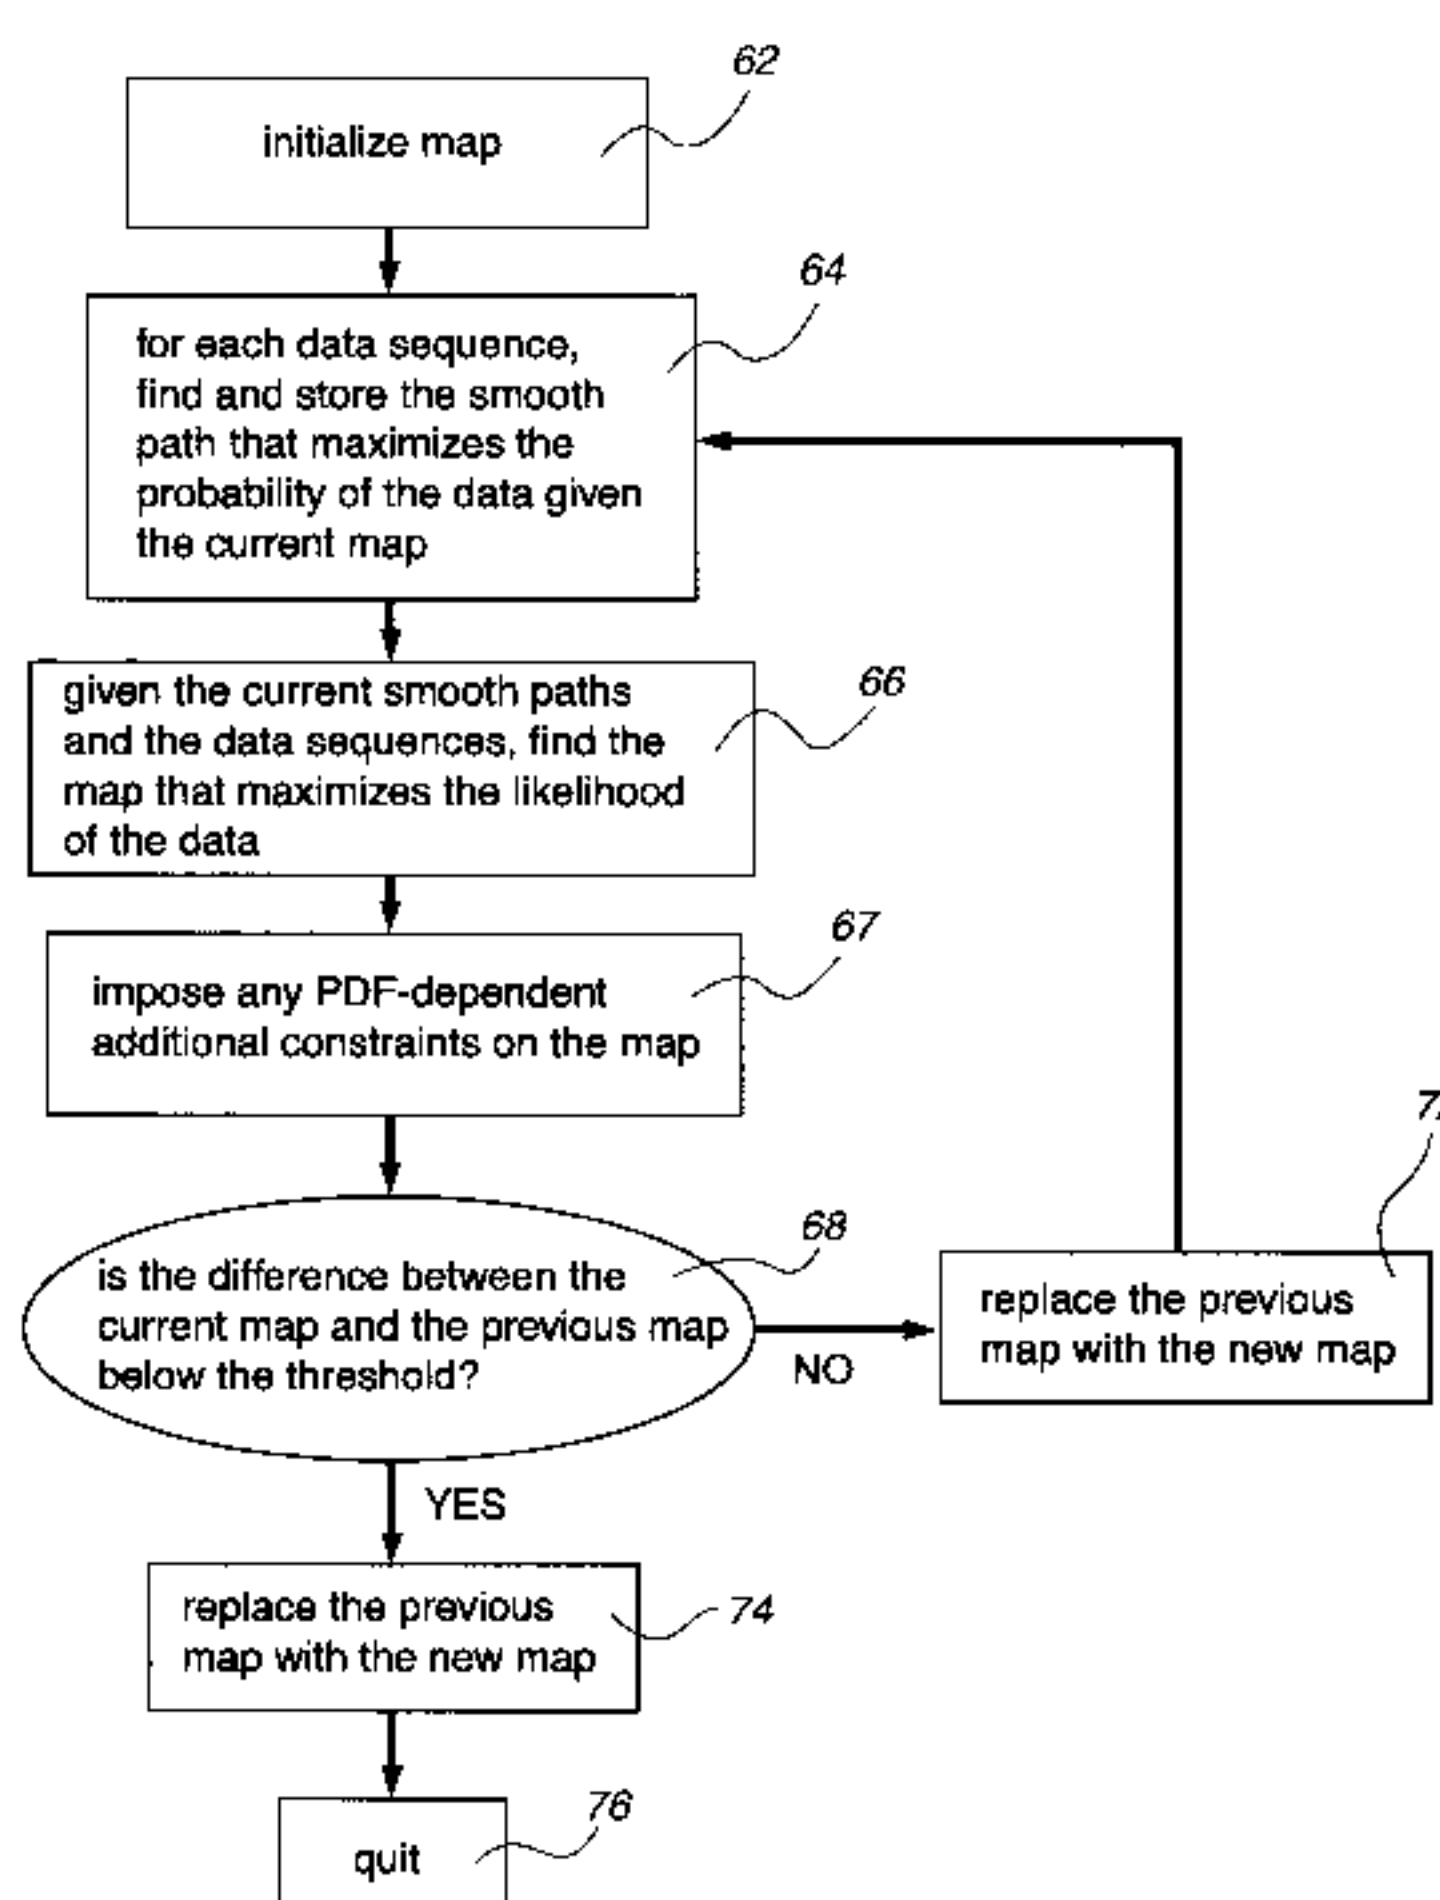 62
initialize map
64
for each data sequence,
find and store the smooth
path that maximizes the
probability of the data given
the current map
66
given the current smooth paths
and the data sequences, find the
map that maximizes the likelihood
of the data
67
impose any PDF-dependent
additional constraints on the map
68
is the difference between the
current map and the previous map
below the threshold?
NO
replace the previous
map with the new map
YES
replace the previous
map with the new map
74
76
quit